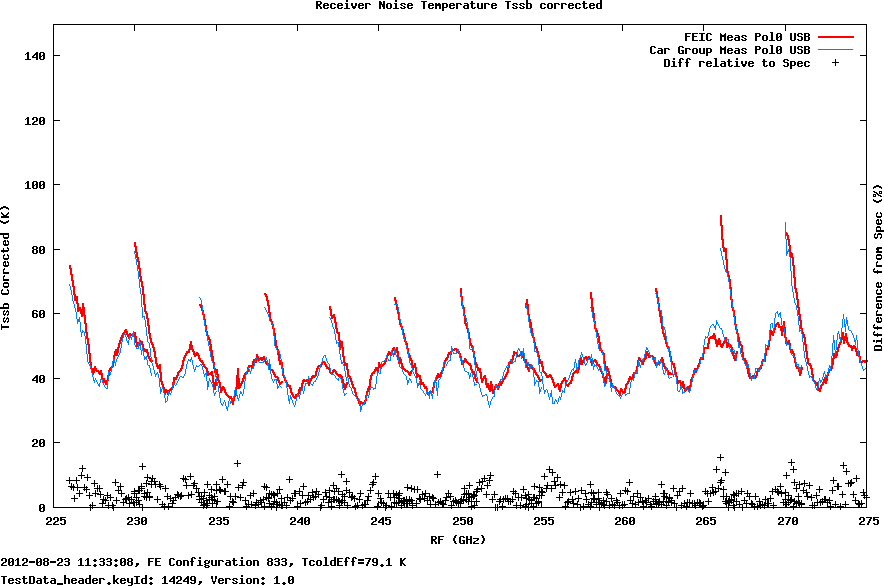 Receiver Noise Temperature Tssb corrected
FEIC Meas Pol0 USB
Car Group Meas Pol0 USB
Diff relative to Spec
140
120
100
80
60
40
20
0
Tssb Corrected (K)
Difference from Spec (%)
225 230 235 240 245 250 255 260 265 270 275
RF (GHz)
2012-08-23 11:33:08, FE Configuration 833, TcoldEff=79.1 K
TestData_header.keyId: 14249, Version: 1.0